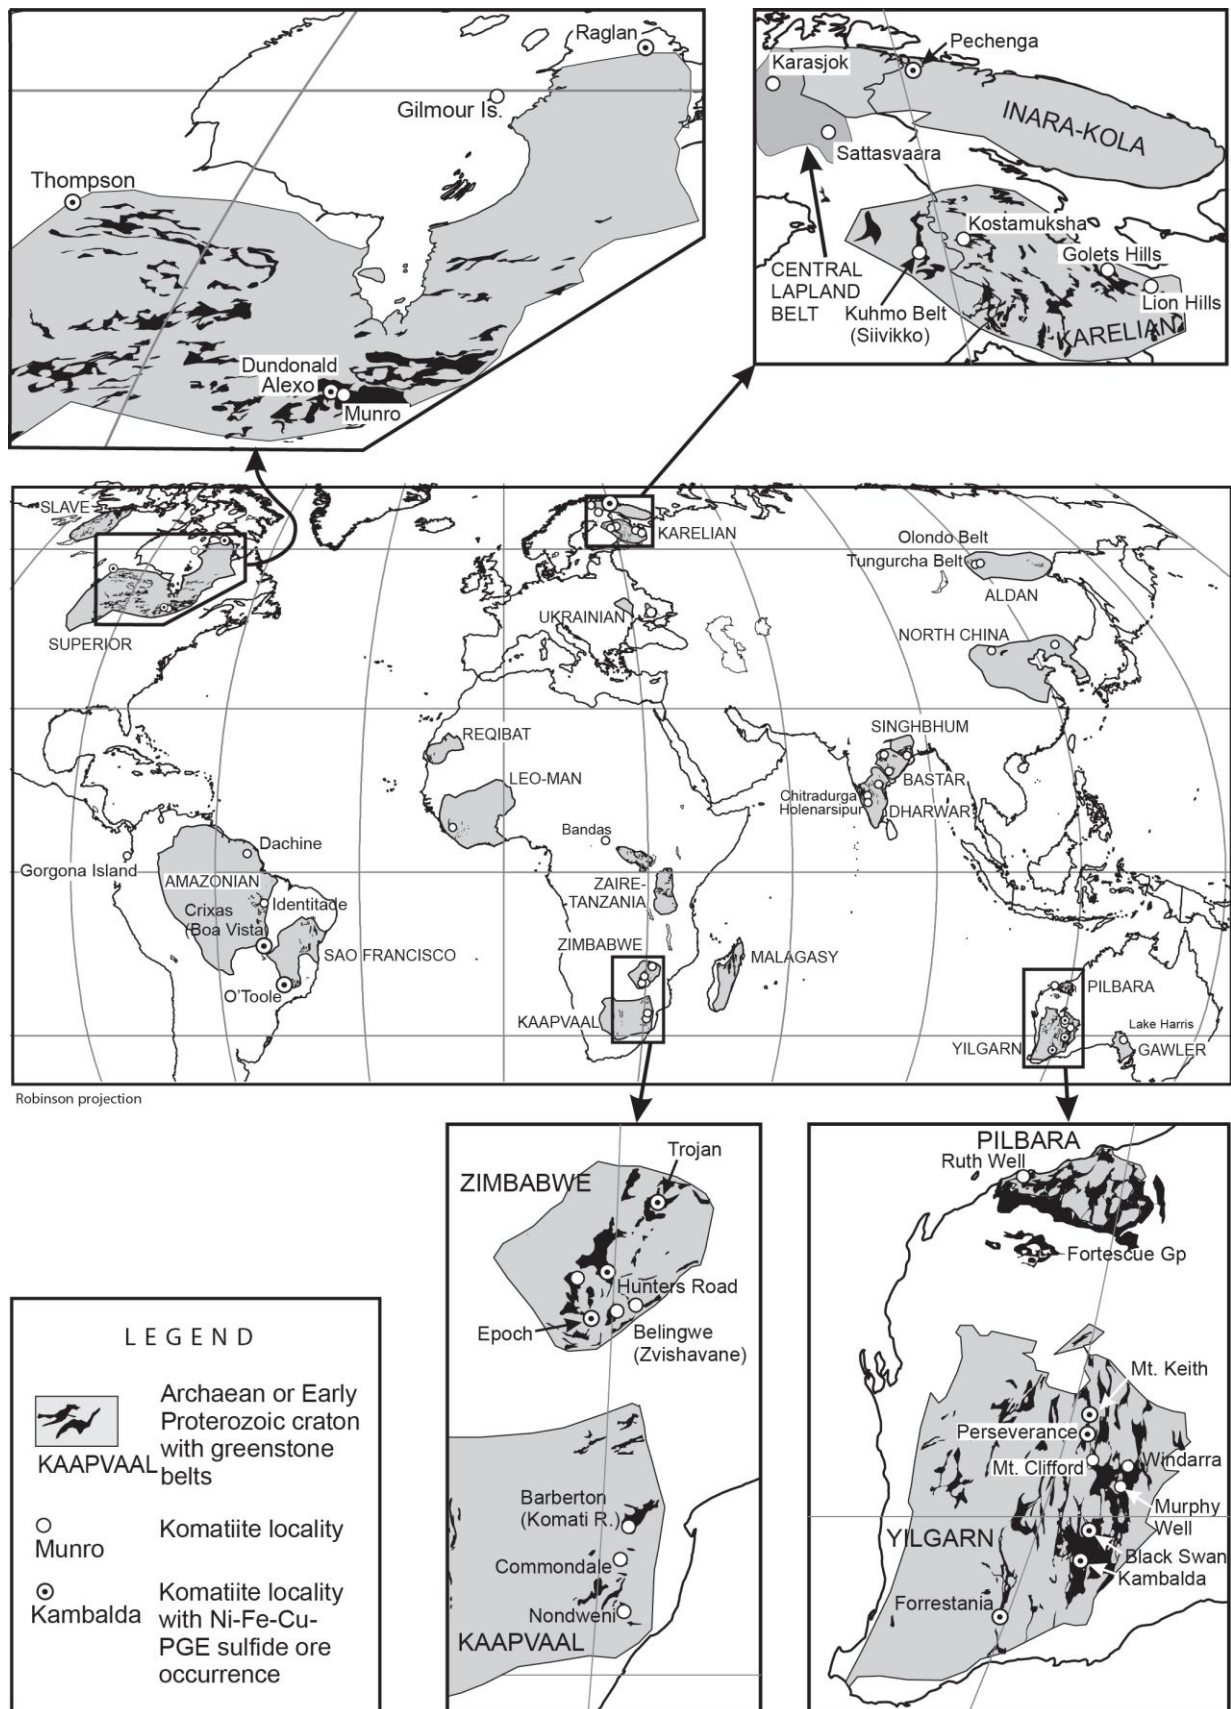 Raglan
Gilmour Is.
Thompson
Dundonald
Alexo
Munro
Pechenga
Karasjok
INARA-KOLA
Sattasvaara
Kostamuksha
Golets Hills
CENTRAL
LAPLAND
BELT
Kuhmo Belt
(Siivikko)
Lion Hills
KARELIAN
SLAVE
SUPERIOR
KARELIAN
Olondo Belt
Tungurcha Belt
ALDAN
UKRAINIAN
NORTH CHINA
REQIBAT
LEO-MAN
SINGHBHUM
BASTAR
Chitradurga
Holenarsipur
DHARWAR
Bandas
Gorgona Island
Dachine
AMAZONIAN
Identitade
Crixas
(Boa Vista)
SAO FRANCISCO
O'Toole
ZAIRE-
TANZANIA
ZIMBABWE
MALAGASY
KAAPVAAL
PILBARA
Lake Harris
YILGARN
GAWLER
Robinson projection
ZIMBABWE
Trojan
Hunters Road
Epoch
Belingwe
(Zvishavane)
Barberton
(Komati R.)
Commondale
Nondweni
KAAPVAAL
PILBARA
Ruth Well
Fortescue Gp
Mt. Keith
Perseverance
Mt. Clifford
Windarra
Murphy
Well
YILGARN
Black Swan
Kambalda
Forrestania
LEGEND
KAAPVAAL
Archaean or Early
Proterozoic craton
with greenstone
belts
Munro
Komatiite locality
Kambalda
Komatiite locality
with Ni-Fe-Cu-
PGE sulfide ore
occurrence